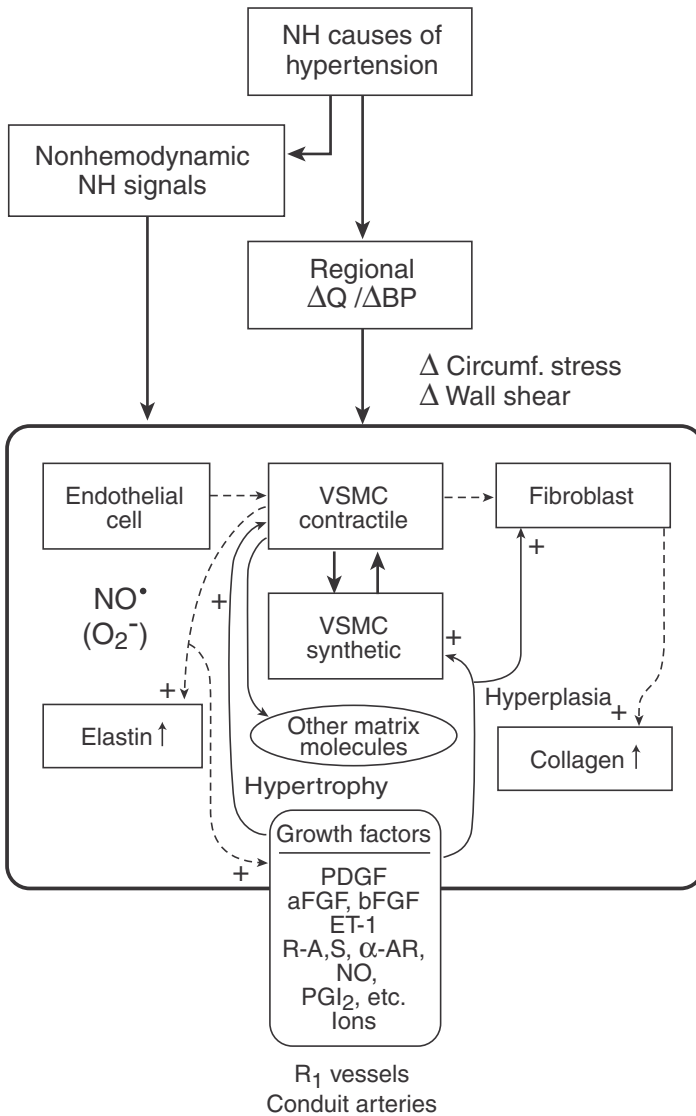 NH causes of
hypertension
Nonhemodynamic
NH signals
Regional
ΔQ /ΔBP
Δ Circumf. stress
Δ Wall shear
Endothelial
cell
VSMC
contractile
Fibroblast
+
+
NO•
(O₂⁻)
VSMC
synthetic
+
+
Elastin ↑
Other matrix
molecules
Hyperplasia
+
Collagen ↑
Hypertrophy
+
Growth factors
PDGF
aFGF, bFGF
ET-1
R-A,S, α-AR,
NO,
PGI₂, etc.
Ions
R₁ vessels
Conduit arteries